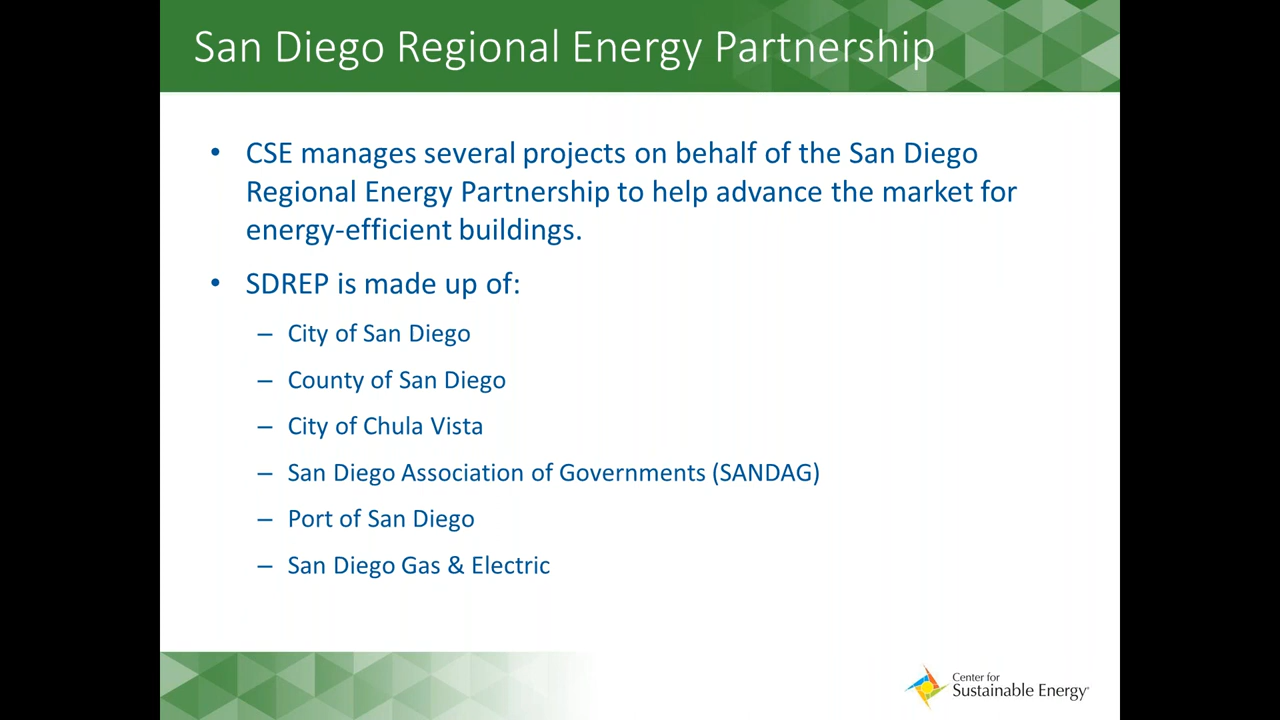 San Diego Regional Energy Partnership
• CSE manages several projects on behalf of the San Diego
Regional Energy Partnership to help advance the market for
energy-efficient buildings.
• SDREP is made up of:
– City of San Diego
– County of San Diego
– City of Chula Vista
– San Diego Association of Governments (SANDAG)
– Port of San Diego
– San Diego Gas & Electric
Center for
Sustainable Energy